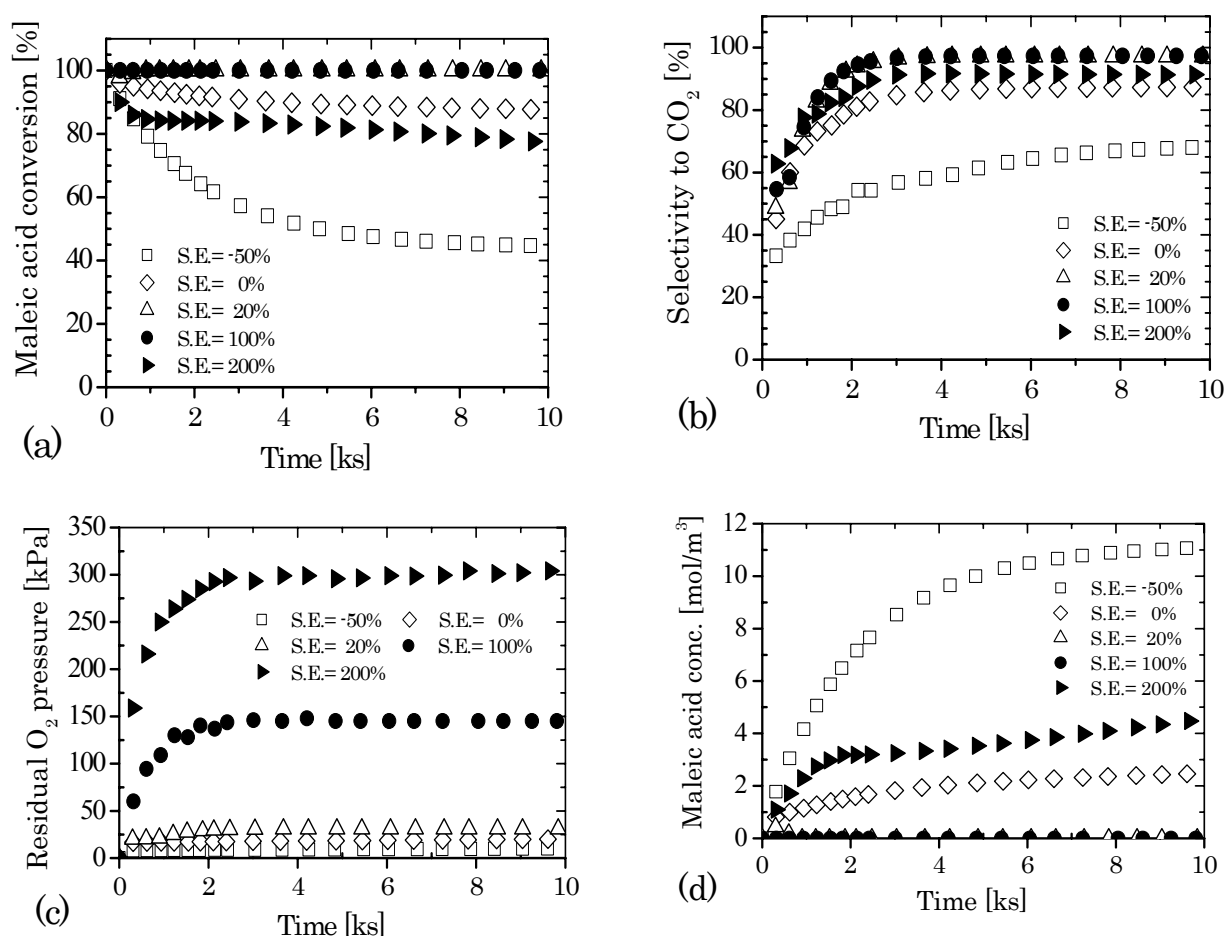 Maleic acid conversion [%]
100
80
60
40
20
0
S.E.= -50%
S.E.= 0%
S.E.= 20%
S.E.= 100%
S.E.= 200%
0 2 4 6 8 10
Time [ks]
(a)
Selectivity to CO2 [%]
100
80
60
40
20
0
S.E.= -50%
S.E.= 0%
S.E.= 20%
S.E.= 100%
S.E.= 200%
0 2 4 6 8 10
Time [ks]
(b)
Residual O2 pressure [kPa]
350
300
250
200
150
100
50
0
S.E.= -50% S.E.= 0%
S.E.= 20% S.E.= 100%
S.E.= 200%
0 2 4 6 8 10
Time [ks]
(c)
Maleic acid conc. [mol/m³]
12
10
8
6
4
2
0
S.E.= -50%
S.E.= 0%
S.E.= 20%
S.E.= 100%
S.E.= 200%
0 2 4 6 8 10
Time [ks]
(d)